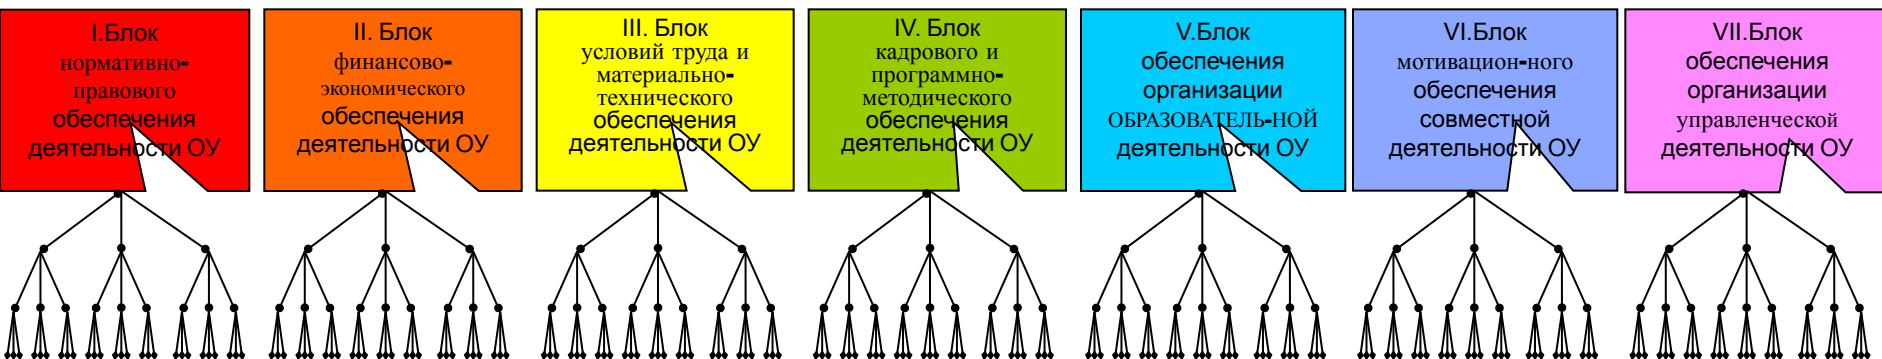 I.Блок
нормативно-
правового
обеспечения
деятельности ОУ
II. Блок
финансово-
экономического
обеспечения
деятельности ОУ
III. Блок
условий труда и
материально-
технического
обеспечения
деятельности ОУ
IV. Блок
кадрового и
программно-
методического
обеспечения
деятельности ОУ
V.Блок
обеспечения
организации
ОБРАЗОВАТЕЛЬ-НОЙ
деятельности ОУ
VI.Блок
мотивацион-ного
обеспечения
совместной
деятельности ОУ
VII.Блок
обеспечения
организации
управленческой
деятельности ОУ